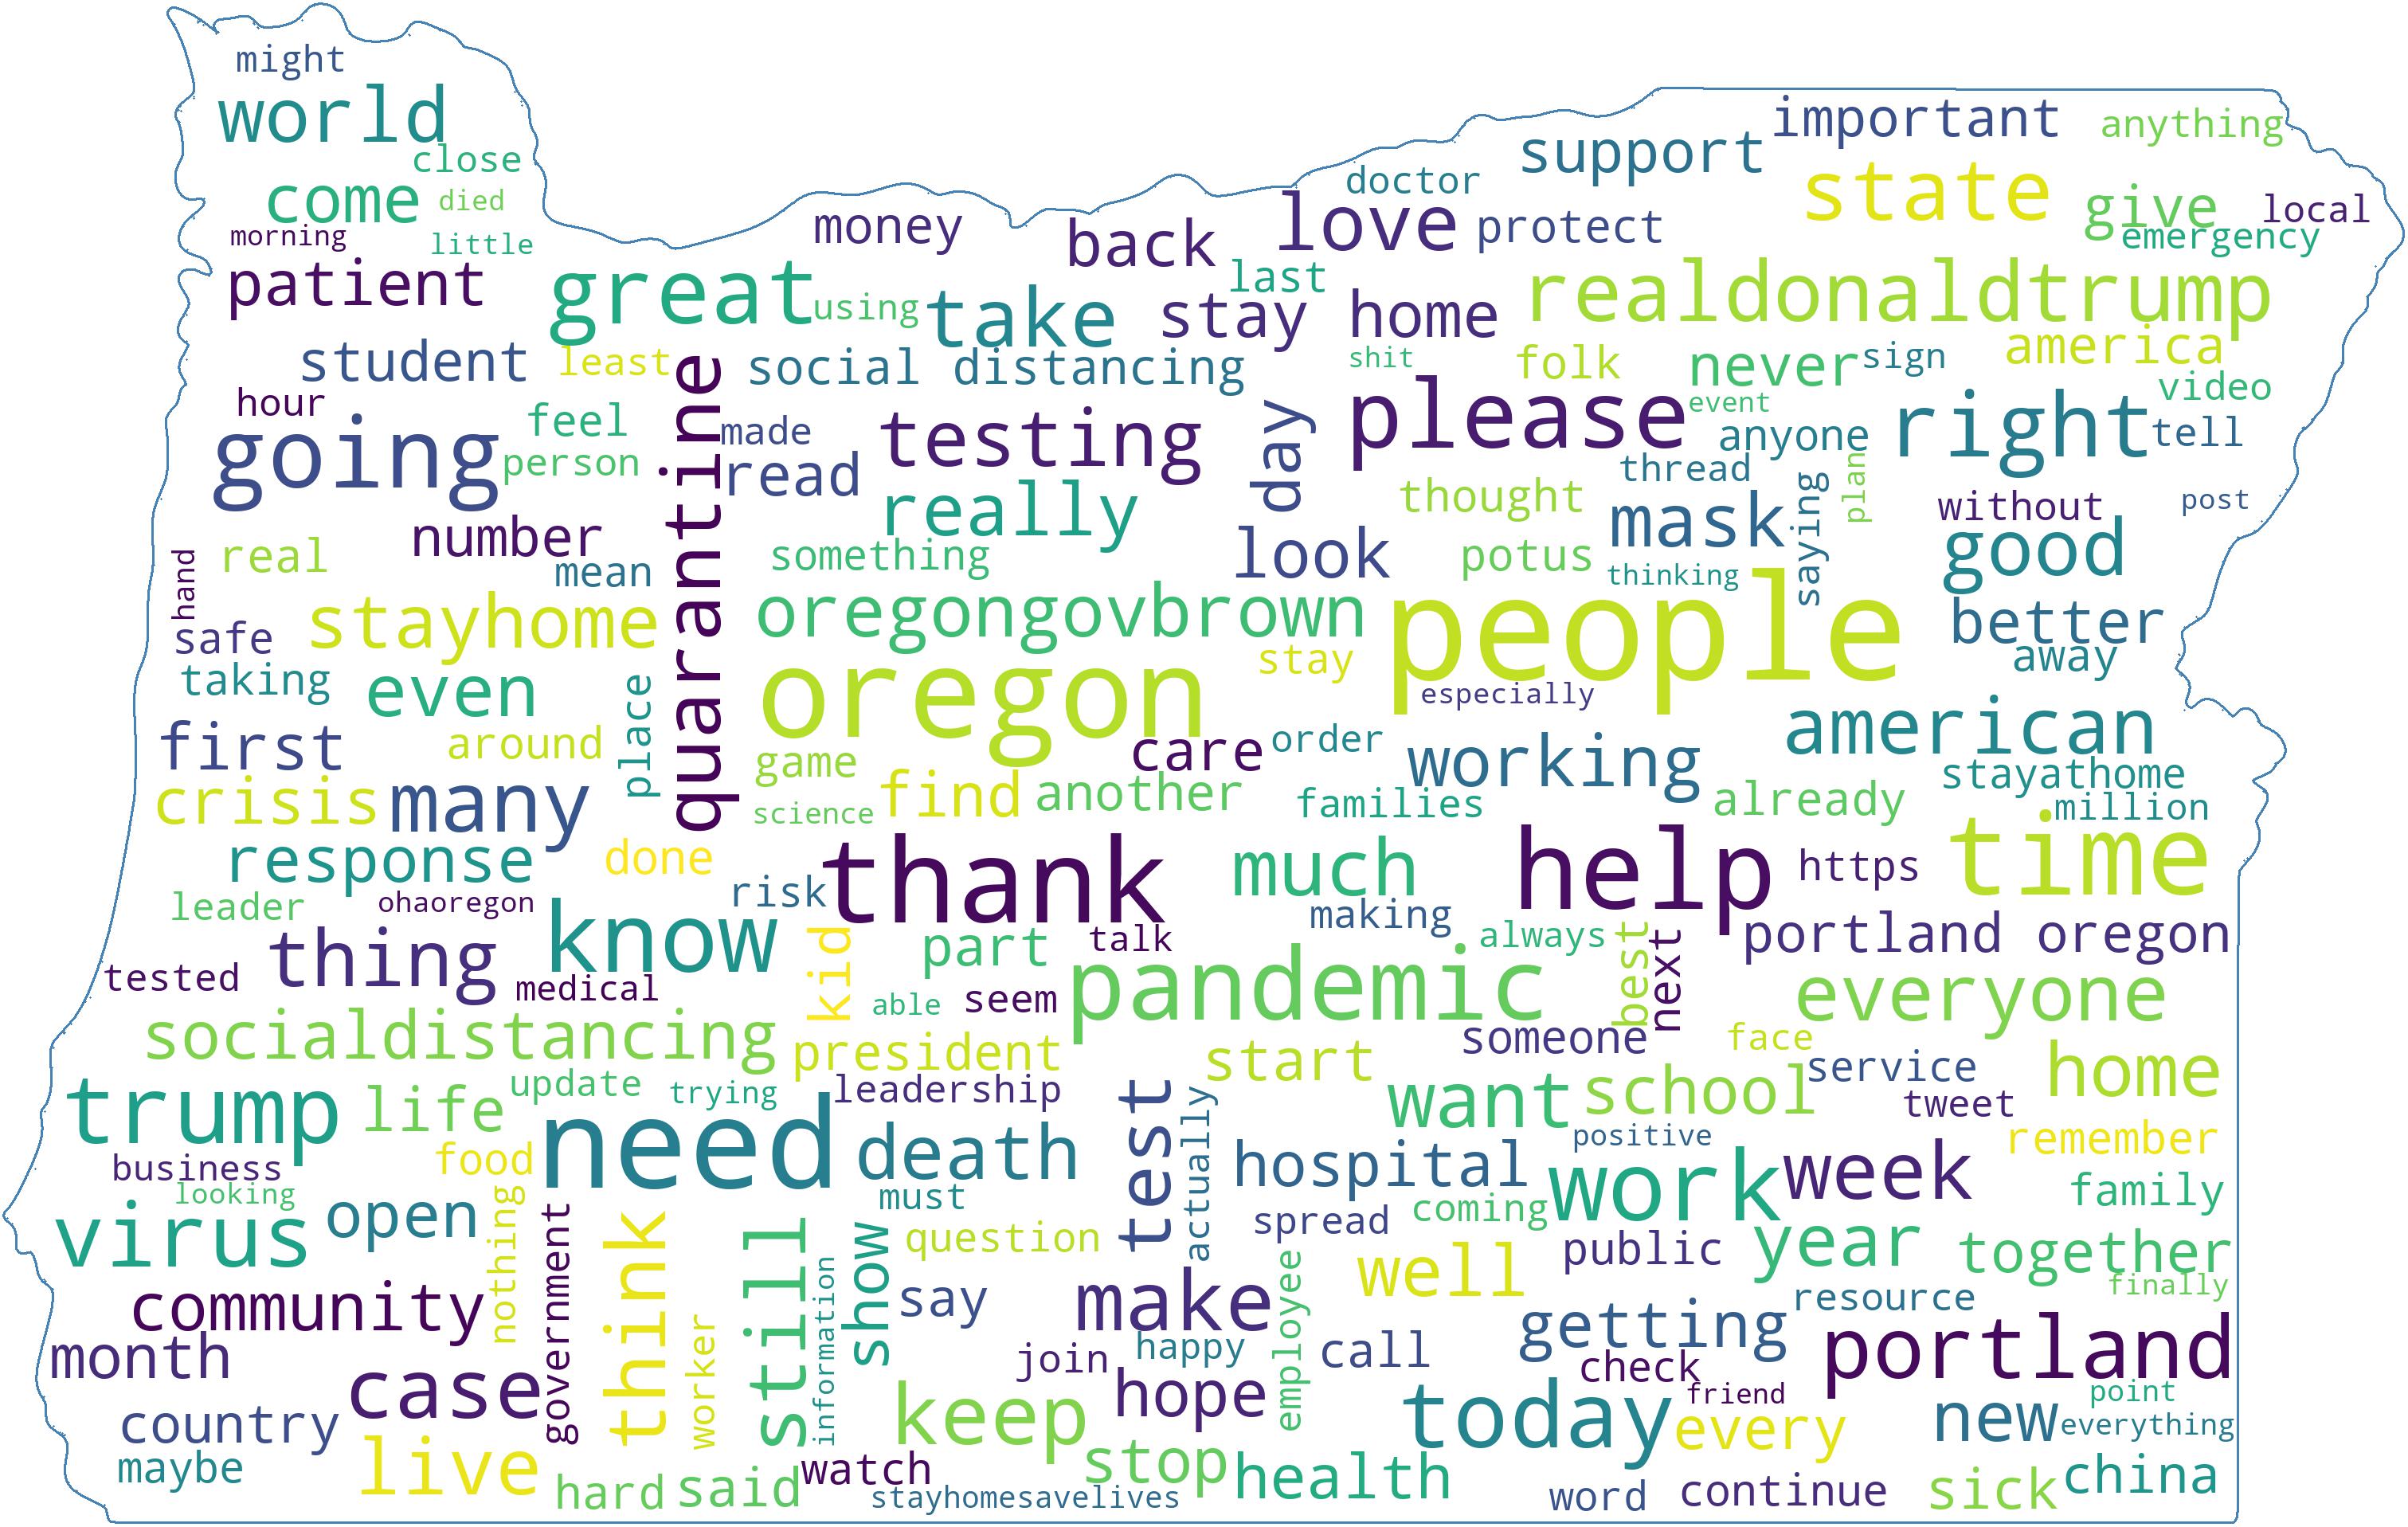 might
world
close
come
died
morning
little
patient
important
anything
support
doctor
state
money
back
love
protect
give
local
emergency
great
using
take
last
stay home
realdonaldtrump
student
least
social distancing
shit
folk
never
sign
america
video
hour
going
feel
person
quarantine
made
read
testing
day
please
event
anyone
right
tell
thread
really
thought
saying
plan
without
post
number
real
mean
hand
something
look
potus
mask
thinking
good
safe
stayhome
oregongovbrown
people
better
away
taking
even
place
oregon
stay
especially
first
around
game
care
order
working
american
stayathome
crisis
many
science
find
another
families
already
million
response
done
risk
thank
much
help
https
time
leader
ohaoregon
know
making
thing
kid
part
talk
always
best
next
portland oregon
tested
medical
able
seem
pandemic
everyone
socialdistancing
president
start
someone
face
service
home
trump
life
update
trying
leadership
test
actually
want
school
tweet
business
food
need
death
hospital
positive
remember
looking
virus
open
nothing
government
must
work
week
family
think
still
show
question
spread
coming
public
year
together
community
worker
information
say
make
employee
well
getting
resource
finally
month
join
happy
call
check
portland
country
case
keep
hope
today
friend
every
new
point
everything
maybe
live
hard
said
watch
stayhomesavelives
stop
health
word
continue
sick
china